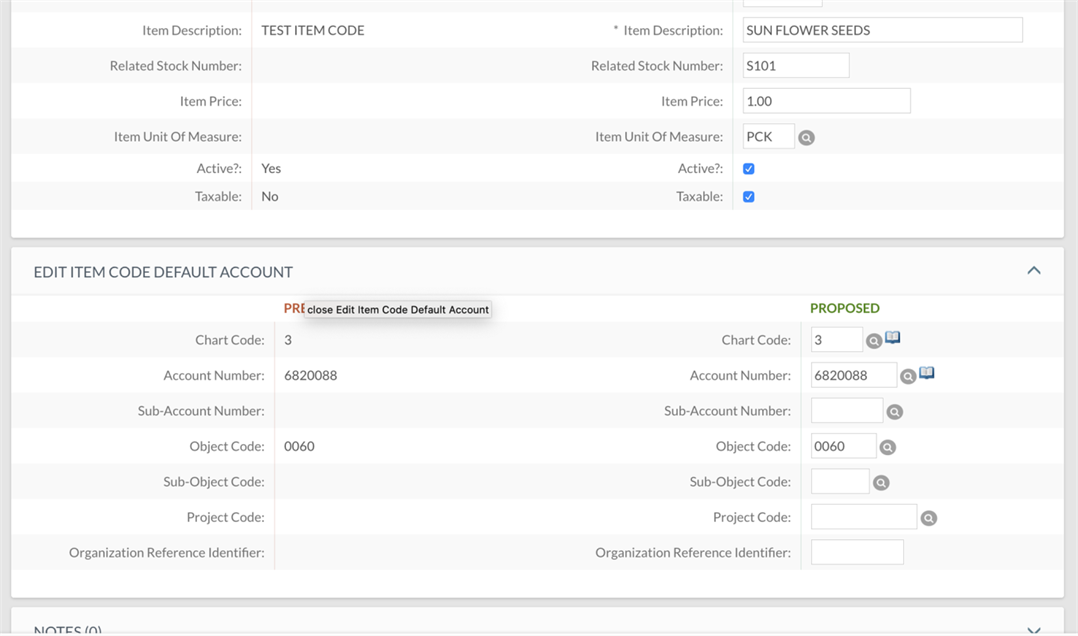 Item Description: TEST ITEM CODE * Item Description: SUN FLOWER SEEDS
Related Stock Number: Related Stock Number: S101
Item Price: Item Price: 1.00
Item Unit Of Measure: Item Unit Of Measure: PCK
Active?: Yes Active?:
Taxable: No Taxable:
EDIT ITEM CODE DEFAULT ACCOUNT
close Edit Item Code Default Account PROPOSED
Chart Code: 3 Chart Code: 3
Account Number: 6820088 Account Number: 6820088
Sub-Account Number: Sub-Account Number:
Object Code: 0060 Object Code: 0060
Sub-Object Code: Sub-Object Code:
Project Code: Project Code:
Organization Reference Identifier: Organization Reference Identifier:
NOTES (0)